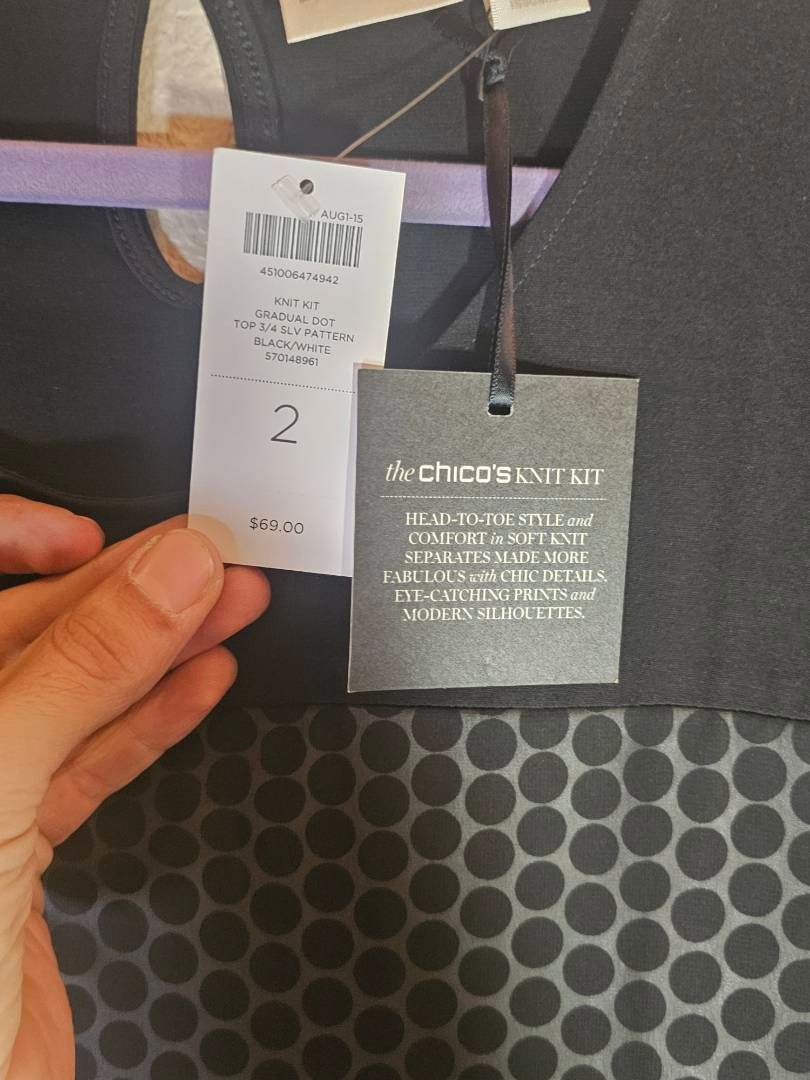 AUG1-15
451006474942
KNIT KIT
GRADUAL DOT
TOP 3/4 SLV PATTERN
BLACK/WHITE
570148961
2
$69.00
the chico's KNIT KIT
HEAD-TO-TOE STYLE and
COMFORT in SOFT KNIT
SEPARATES MADE MORE
FABULOUS with CHIC DETAILS,
EYE-CATCHING PRINTS and
MODERN SILHOUETTES.